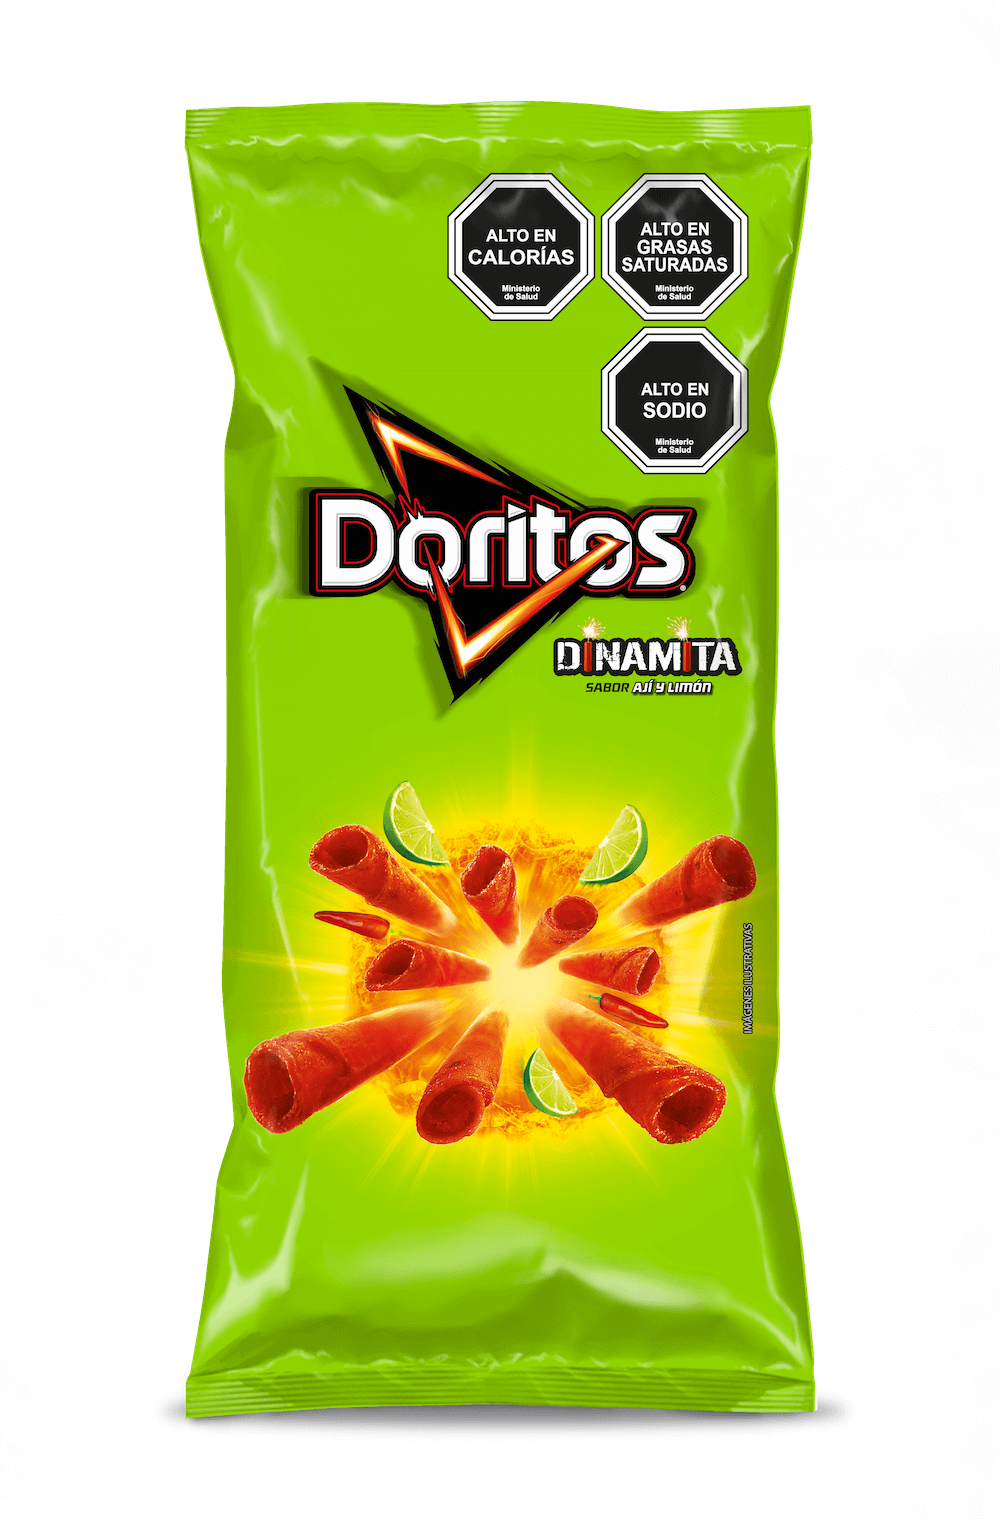 ALTO EN
CALORÍAS
Ministerio
de Salud
ALTO EN
GRASAS
SATURADAS
Ministerio
de Salud
ALTO EN
SODIO
Ministerio
de Salud
Doritos®
DINAMITA
SABOR AJÍ Y LIMÓN
IMÁGENES ILUSTRATIVAS